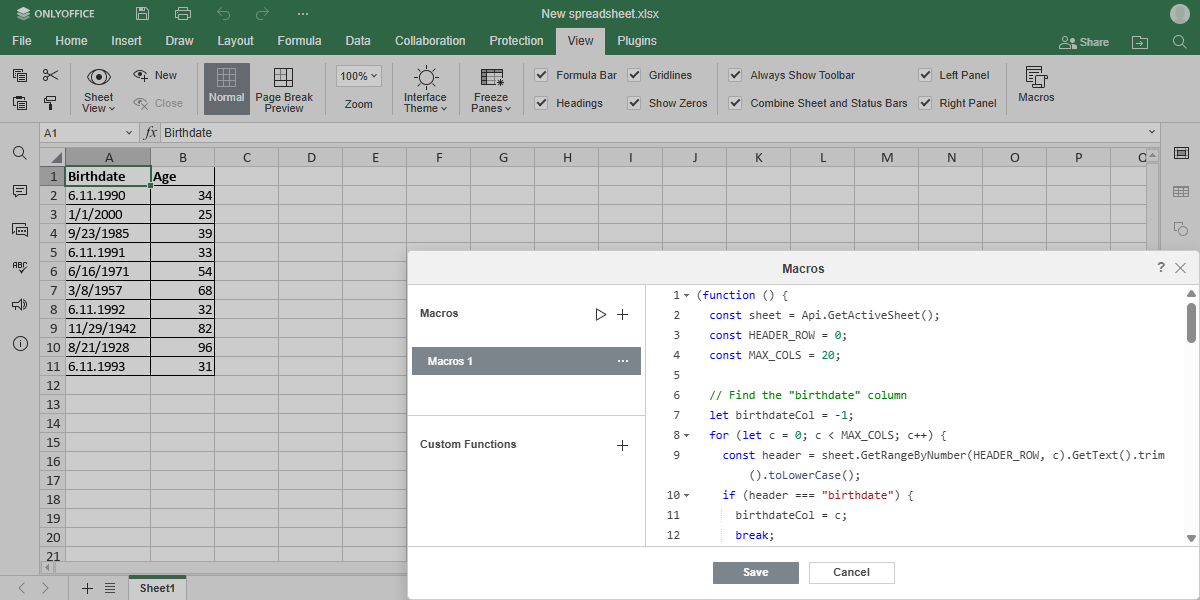 ONLYOFFICE
New spreadsheet.xlsx
File Home Insert Draw Layout Formula Data Collaboration Protection View Plugins
Share
Sheet View
New
Close
Normal
Page Break Preview
100%
Zoom
Interface Theme
Freeze Panes
Formula Bar
Headings
Gridlines
Show Zeros
Always Show Toolbar
Combine Sheet and Status Bars
Left Panel
Right Panel
Macros
A1
fx
Birthdate
A B C D E F G H I J K L M N O P
1 Birthdate Age
2 6.11.1990 34
3 1/1/2000 25
4 9/23/1985 39
5 6.11.1991 33
6 6/16/1971 54
7 3/8/1957 68
8 6.11.1992 32
9 11/29/1942 82
10 8/21/1928 96
11 6.11.1993 31
12
13
14
15
16
17
18
19
20
21
ABC
Sheet1
Macros
?
Macros
Macros 1
Custom Functions
1 (function () {
2 const sheet = Api.GetActiveSheet();
3 const HEADER_ROW = 0;
4 const MAX_COLS = 20;
5
6 // Find the "birthdate" column
7 let birthdateCol = -1;
8 for (let c = 0; c < MAX_COLS; c++) {
9 const header = sheet.GetRangeByNumber(HEADER_ROW, c).GetText().trim
().toLowerCase();
10 if (header === "birthdate") {
11 birthdateCol = c;
12 break;
Save
Cancel